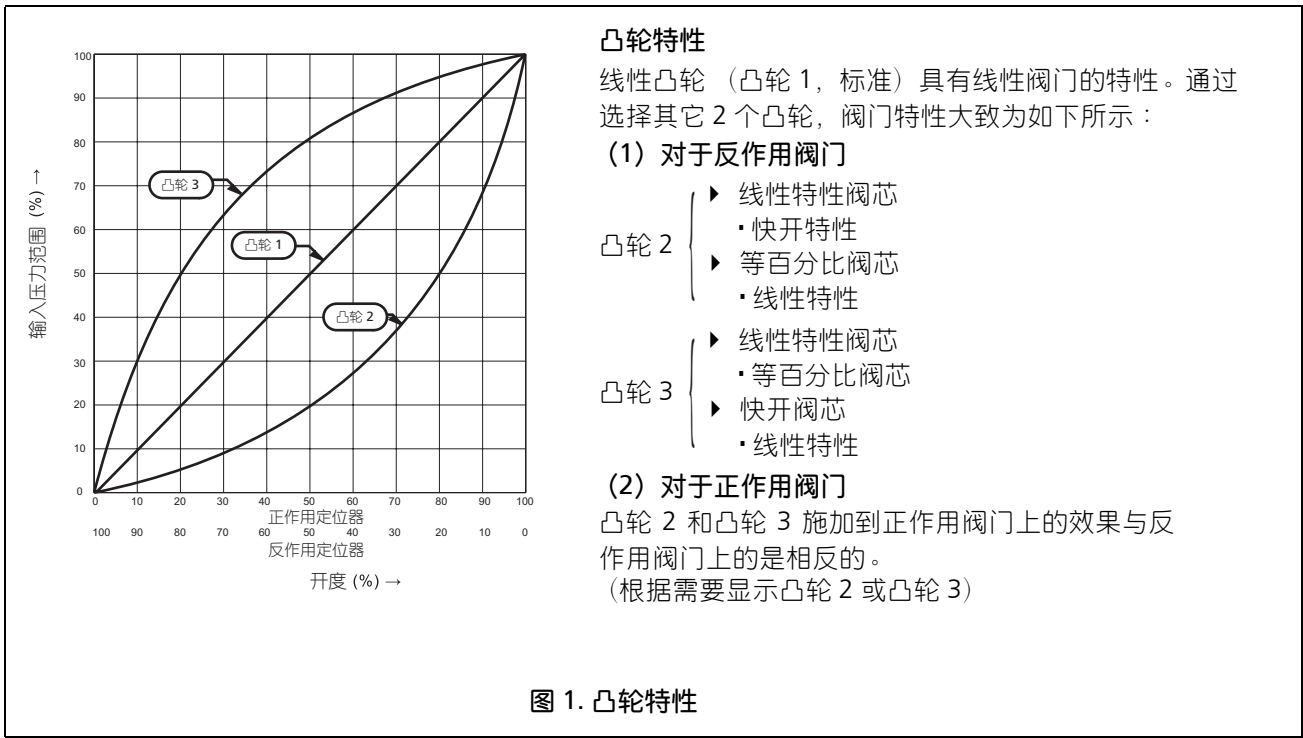 100
90
80
70
60
50
40
30
20
10
0
输入压力范围 (%) →
凸轮 3
凸轮 1
凸轮 2
0 10 20 30 40 50 60 70 80 90 100
正作用定位器
100 90 80 70 60 50 40 30 20 10 0
反作用定位器
开度 (%) →
凸轮特性
线性凸轮 （凸轮 1，标准）具有线性阀门的特性。通过
选择其它 2 个凸轮，阀门特性大致为如下所示：
（1）对于反作用阀门
凸轮 2
▶ 线性特性阀芯
· 快开特性
▶ 等百分比阀芯
· 线性特性
凸轮 3
▶ 线性特性阀芯
· 等百分比阀芯
▶ 快开阀芯
· 线性特性
（2）对于正作用阀门
凸轮 2 和凸轮 3 施加到正作用阀门上的效果与反
作用阀门上的是相反的。
（根据需要显示凸轮 2 或凸轮 3）
图 1. 凸轮特性